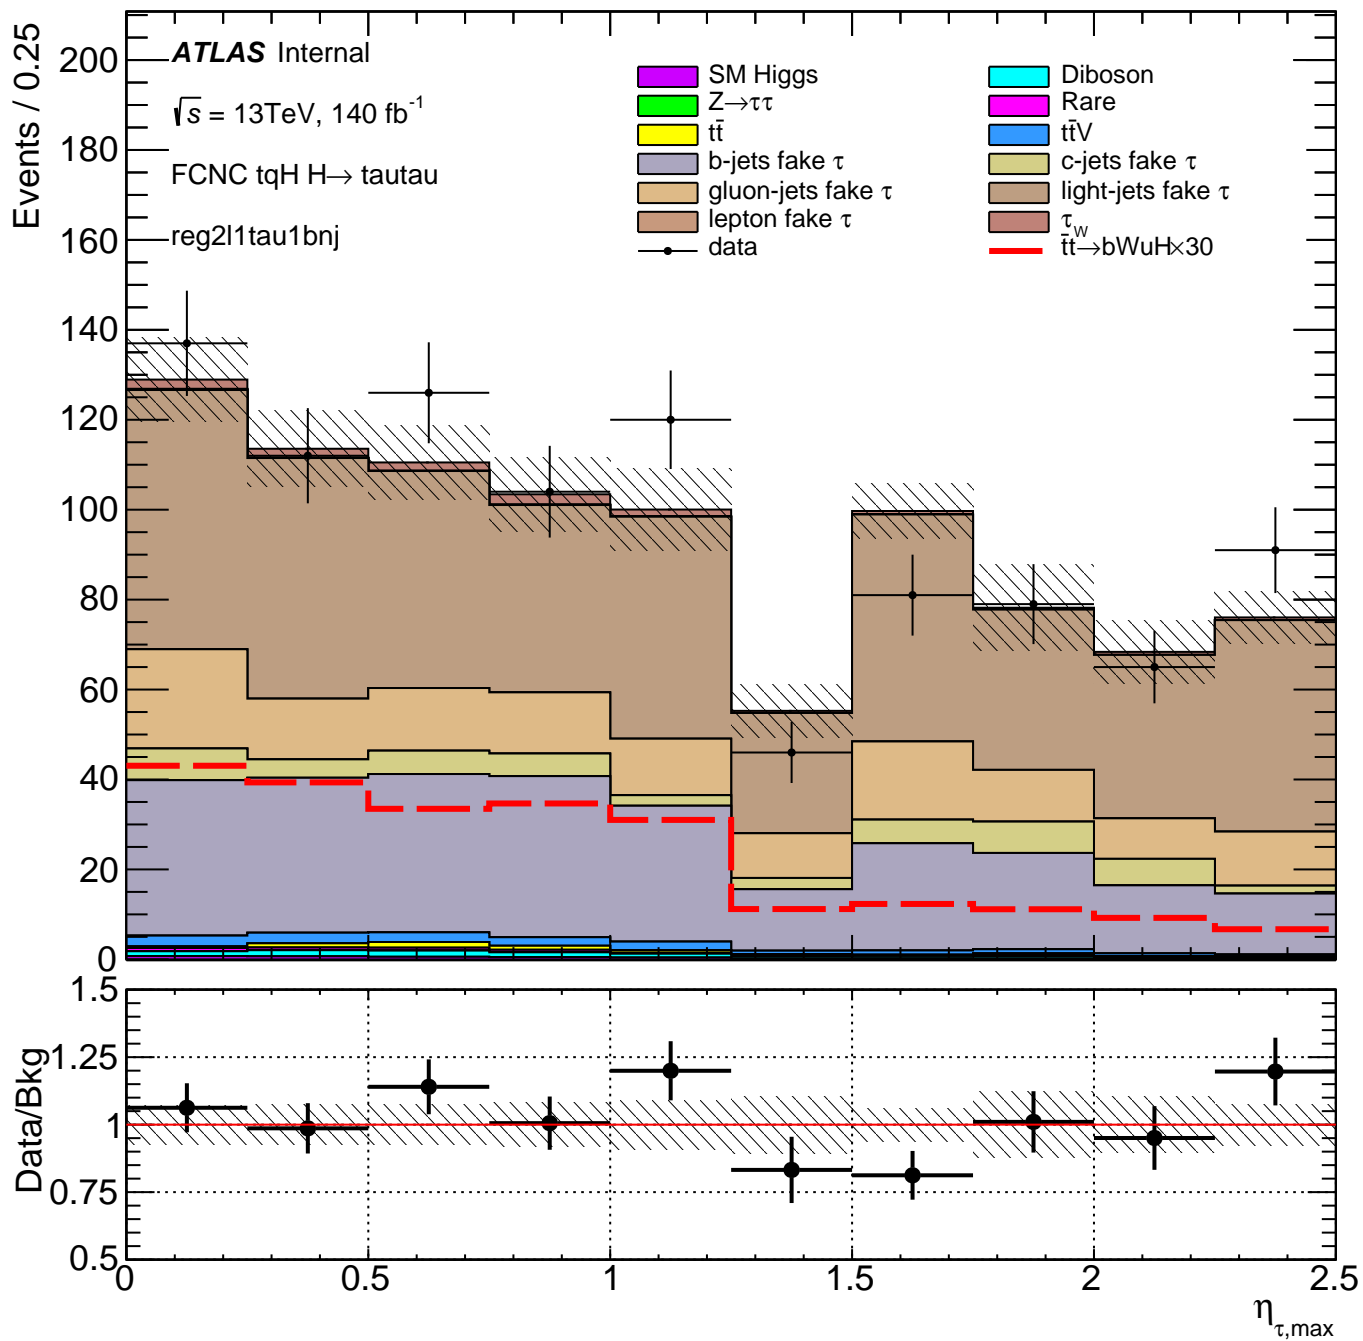 Events / 0.25
200
180
160
140
120
100
80
60
40
20
0
ATLAS Internal
√s = 13TeV, 140 fb⁻¹
FCNC tqH H→ tautau
reg2l1tau1bnj
SM Higgs
Z→ττ
tt̄
b-jets fake τ
gluon-jets fake τ
lepton fake τ
data
Diboson
Rare
tt̄V
c-jets fake τ
light-jets fake τ
τ_W
t̄t→bWuH×30
Data/Bkg
1.5
1.25
1
0.75
0.5
0 0.5 1 1.5 2 2.5
η_τ,max